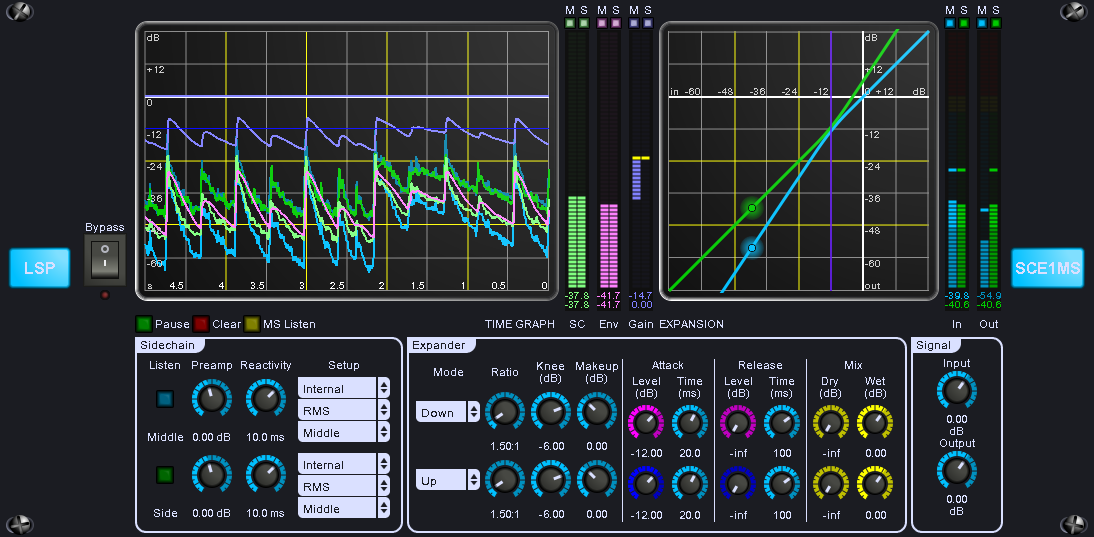 M S M S M S M S M S
dB
+12
0
-12
-24
-36
-48
-60
s 4.5 4 3.5 3 2.5 2 1.5 1 0.5 0
dB
+12
in -60 -48 -36 -24 -12 0 +12 dB
-12
-24
-36
-48
-60
out
Bypass
LSP
SCE1MS
-37.8 -41.7 -14.7 -39.8 -54.9
-37.8 -41.7 0.00 -40.6 -40.6
Pause Clear MS Listen TIME GRAPH SC Env Gain EXPANSION In Out
Sidechain
Listen Preamp Reactivity Setup
Internal
RMS
Middle
Middle 0.00 dB 10.0 ms
Internal
RMS
Middle
Side 0.00 dB 10.0 ms
Expander
Mode Ratio Knee (dB) Makeup (dB)
Attack Release Mix
Level (dB) Time (ms) Level (dB) Time (ms) Dry (dB) Wet (dB)
Down
1.50:1 -6.00 0.00 -12.00 20.0 -inf 100 -inf 0.00
Up
1.50:1 -6.00 0.00 -12.00 20.0 -inf 100 -inf 0.00
Signal
Input
0.00
dB
Output
0.00
dB